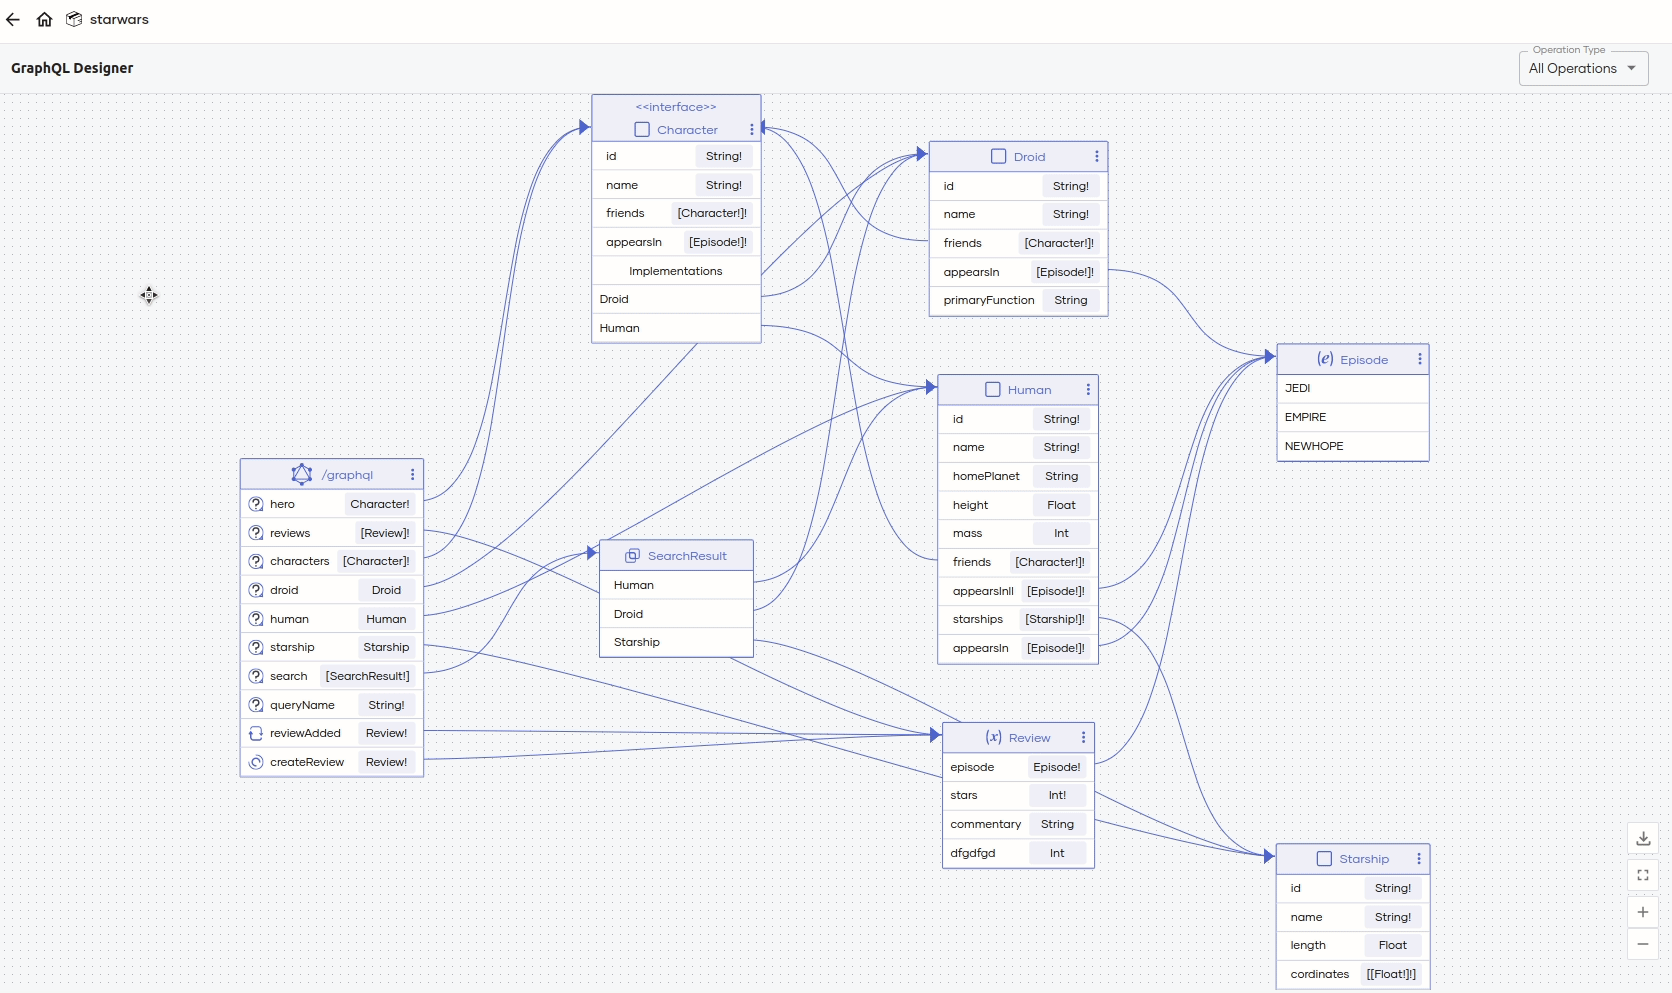 starwars
GraphQL Designer
Operation Type
All Operations
<<interface>>
Character
id String!
name String!
friends [Character!]!
appearsIn [Episode!]!
Implementations
Droid
Human
Droid
id String!
name String!
friends [Character!]!
appearsIn [Episode!]!
primaryFunction String
(e) Episode
JEDI
EMPIRE
NEWHOPE
Human
id String!
name String!
homePlanet String
height Float
mass Int
friends [Character!]!
appearsInII [Episode!]!
starships [Starship!]!
appearsIn [Episode!]!
/graphql
hero Character!
reviews [Review]!
characters [Character]!
droid Droid
human Human
starship Starship
search [SearchResult!]
queryName String!
reviewAdded Review!
createReview Review!
SearchResult
Human
Droid
Starship
(x) Review
episode Episode!
stars Int!
commentary String
dfgdfgd Int
Starship
id String!
name String!
length Float
cordinates [[Float!]!]